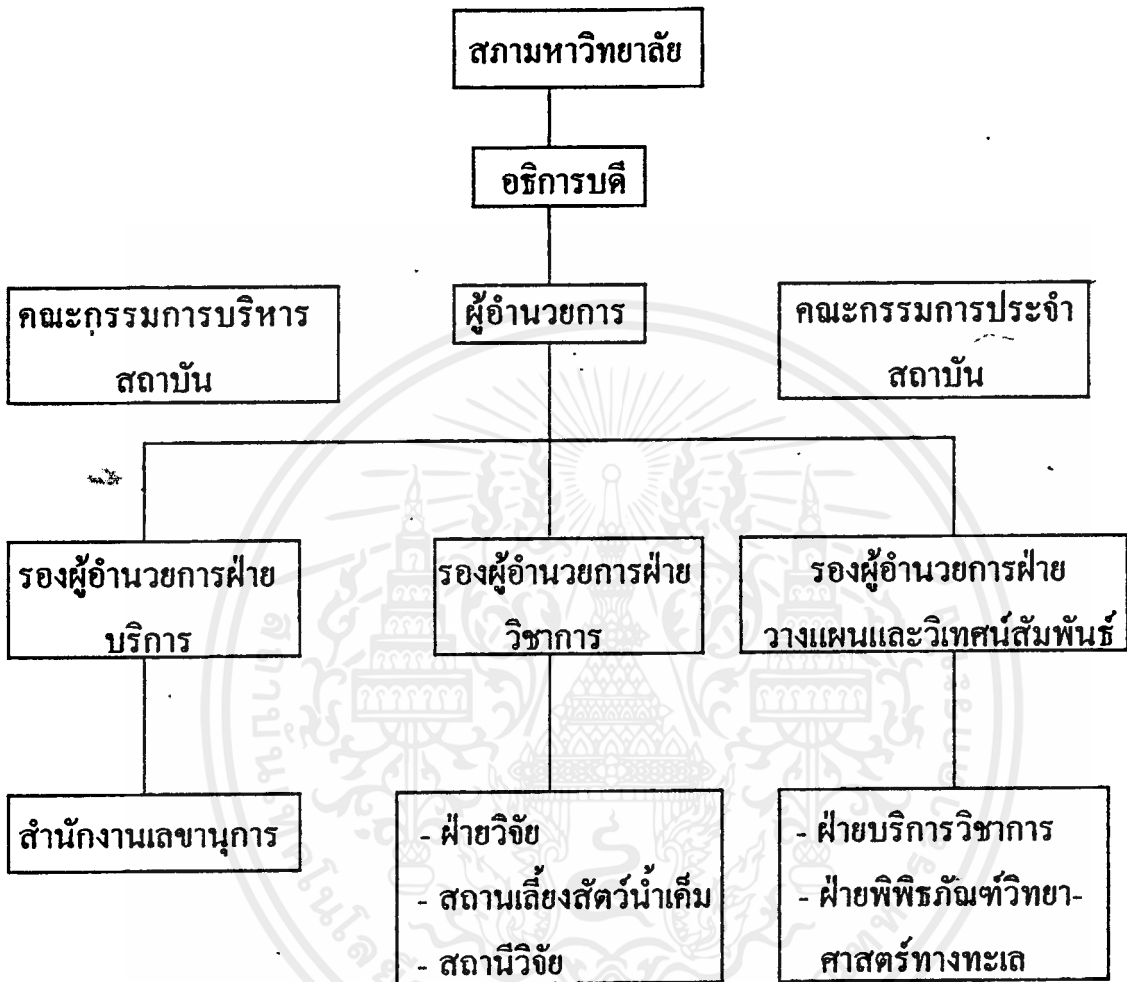 สภามหาวิทยาลัย
อธิการบดี
คณะกรรมการบริหาร
สถาบัน
ผู้อำนวยการ
คณะกรรมการประจำ
สถาบัน
รองผู้อำนวยการฝ่าย
บริการ
รองผู้อำนวยการฝ่าย
วิชาการ
รองผู้อำนวยการฝ่าย
วางแผนและวิเทศน์สัมพันธ์
สำนักงานเลขานุการ
- ฝ่ายวิจัย
- สถานเลี้ยงสัตว์น้ำเค็ม
- สถานีวิจัย
- ฝ่ายบริการวิชาการ
- ฝ่ายพิพิธภัณฑ์วิทยา-
ศาสตร์ทางทะเล